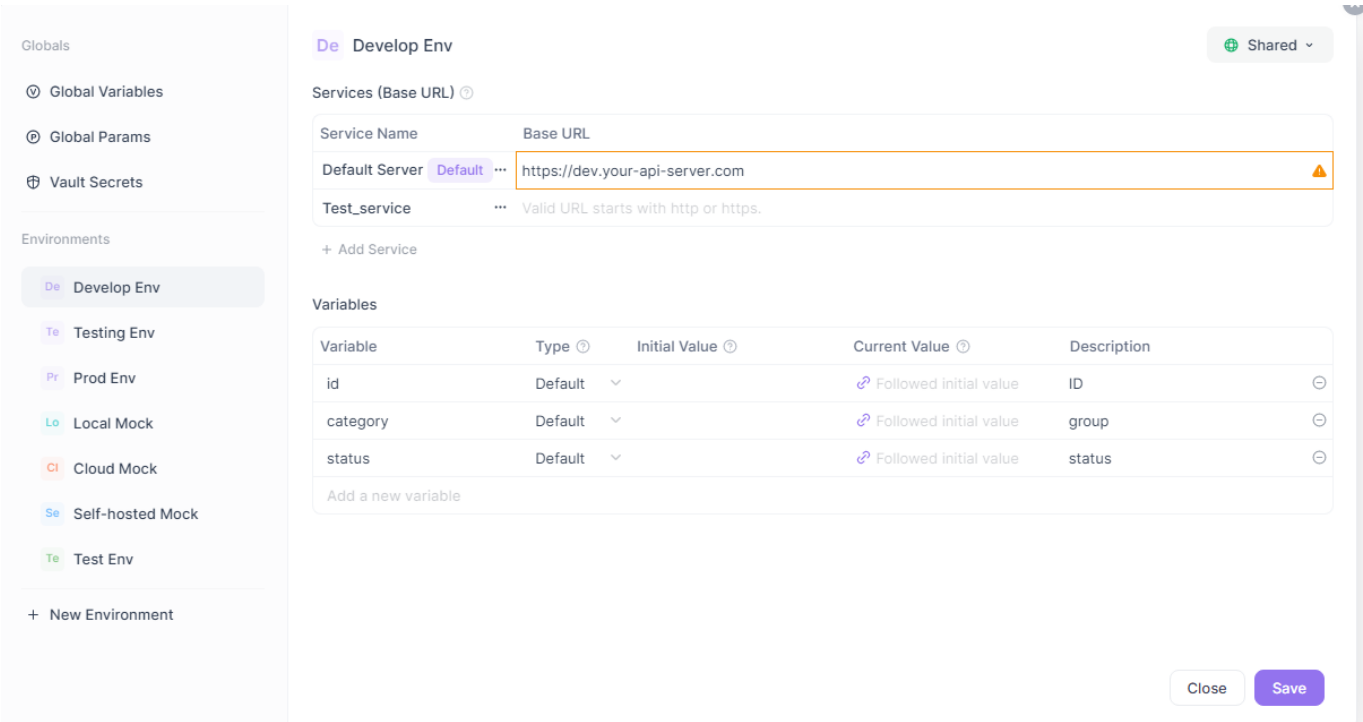 Globals
Global Variables
Global Params
Vault Secrets
Environments
De Develop Env
Te Testing Env
Pr Prod Env
Lo Local Mock
Cl Cloud Mock
Se Self-hosted Mock
Te Test Env
+ New Environment
De Develop Env
Shared
Services (Base URL)
Service Name Base URL
Default Server Default ••• https://dev.your-api-server.com
Test_service ••• Valid URL starts with http or https.
+ Add Service
Variables
Variable Type Initial Value Current Value Description
id Default Followed initial value ID
category Default Followed initial value group
status Default Followed initial value status
Add a new variable
Close Save